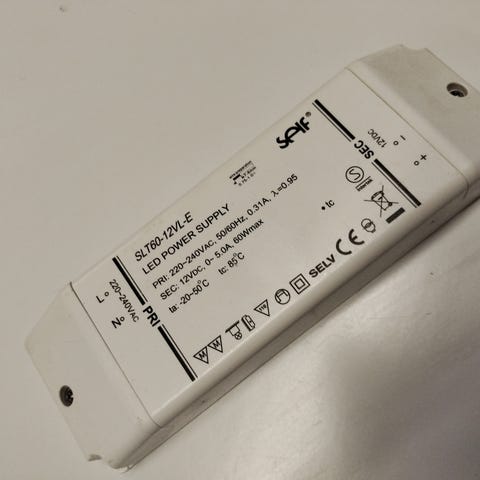 SELF®
SLT60-12VL-E
LED POWER SUPPLY
PRI: 220~240VAC, 50/60Hz, 0.31A, λ=0.95
SEC: 12VDC, 0~5.0A, 60Wmax
ta: -20~50°C tc: 85°C
•tc
SELV CE
PRI
220~240VAC
L
N
SEC
12VDC
−
+